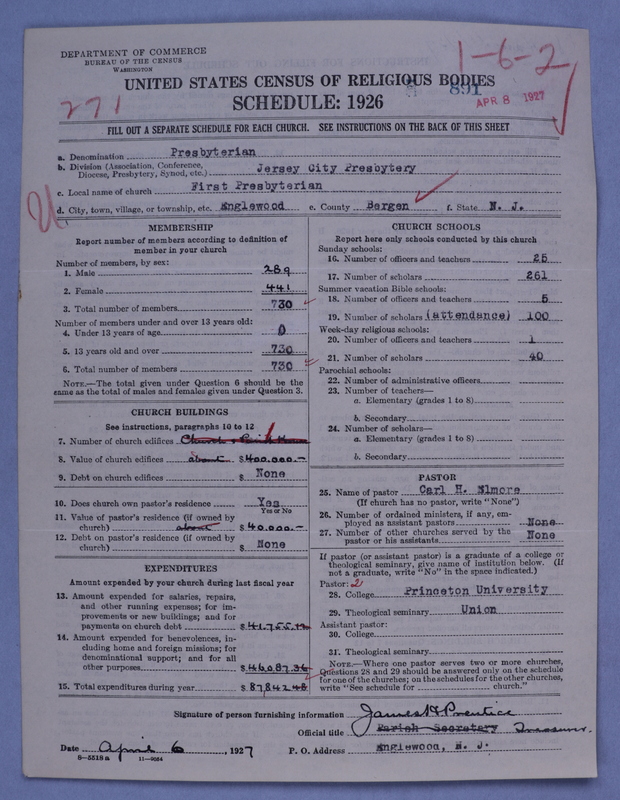 DEPARTMENT OF COMMERCE
BUREAU OF THE CENSUS
WASHINGTON
1-6-2
UNITED STATES CENSUS OF RELIGIOUS BODIES
891
SCHEDULE: 1926
APR 8 1927
271
FILL OUT A SEPARATE SCHEDULE FOR EACH CHURCH. SEE INSTRUCTIONS ON THE BACK OF THIS SHEET
a. Denomination Presbyterian
b. Division (Association, Conference, Diocese, Presbytery, Synod, etc.) Jersey City Presbytery
c. Local name of church First Presbyterian
d. City, town, village, or township, etc. Englewood e. County Bergen f. State N. J.
MEMBERSHIP
Report number of members according to definition of
member in your church
Number of members, by sex:
1. Male 289
2. Female 441
3. Total number of members 730
Number of members under and over 13 years old:
4. Under 13 years of age 0
5. 13 years old and over 730
6. Total number of members 730
NOTE.—The total given under Question 6 should be the
same as the total of males and females given under Question 3.
CHURCH BUILDINGS
See instructions, paragraphs 10 to 12
7. Number of church edifices Church + Parish House 1
8. Value of church edifices about $400,000.—
9. Debt on church edifices $ None
10. Does church own pastor's residence Yes
Yes or No
11. Value of pastor's residence (if owned by
church) about $40,000.—
12. Debt on pastor's residence (if owned by
church) $ None
EXPENDITURES
Amount expended by your church during last fiscal year
13. Amount expended for salaries, repairs,
and other running expenses; for im-
provements or new buildings; and for
payments on church debt $41,755.12
14. Amount expended for benevolences, in-
cluding home and foreign missions; for
denominational support; and for all
other purposes $46,087.36
15. Total expenditures during year $87,842.48
CHURCH SCHOOLS
Report here only schools conducted by this church
Sunday schools:
16. Number of officers and teachers 25
17. Number of scholars 261
Summer vacation Bible schools:
18. Number of officers and teachers 5
19. Number of scholars (attendance) 100
Week-day religious schools:
20. Number of officers and teachers 1
21. Number of scholars 40
Parochial schools:
22. Number of administrative officers
23. Number of teachers—
a. Elementary (grades 1 to 8)
b. Secondary
24. Number of scholars—
a. Elementary (grades 1 to 8)
b. Secondary
PASTOR
25. Name of pastor Carl H. Elmore
(If church has no pastor, write "None")
26. Number of ordained ministers, if any, em-
ployed as assistant pastors None
27. Number of other churches served by the
pastor or his assistants None
If pastor (or assistant pastor) is a graduate of a college or
theological seminary, give name of institution below. (If
not a graduate, write "No" in the space indicated.)
Pastor: 2
28. College Princeton University
29. Theological seminary Union
Assistant pastor:
30. College
31. Theological seminary
NOTE.—Where one pastor serves two or more churches,
Questions 28 and 29 should be answered only on the schedule
for one of the churches; on the schedules for the other churches,
write "See schedule for church."
Signature of person furnishing information James H Prentice
Official title Parish Secretary Treasurer.
Date April 6, 1927 P. O. Address Englewood, N. J.
8-5518a 11-9054